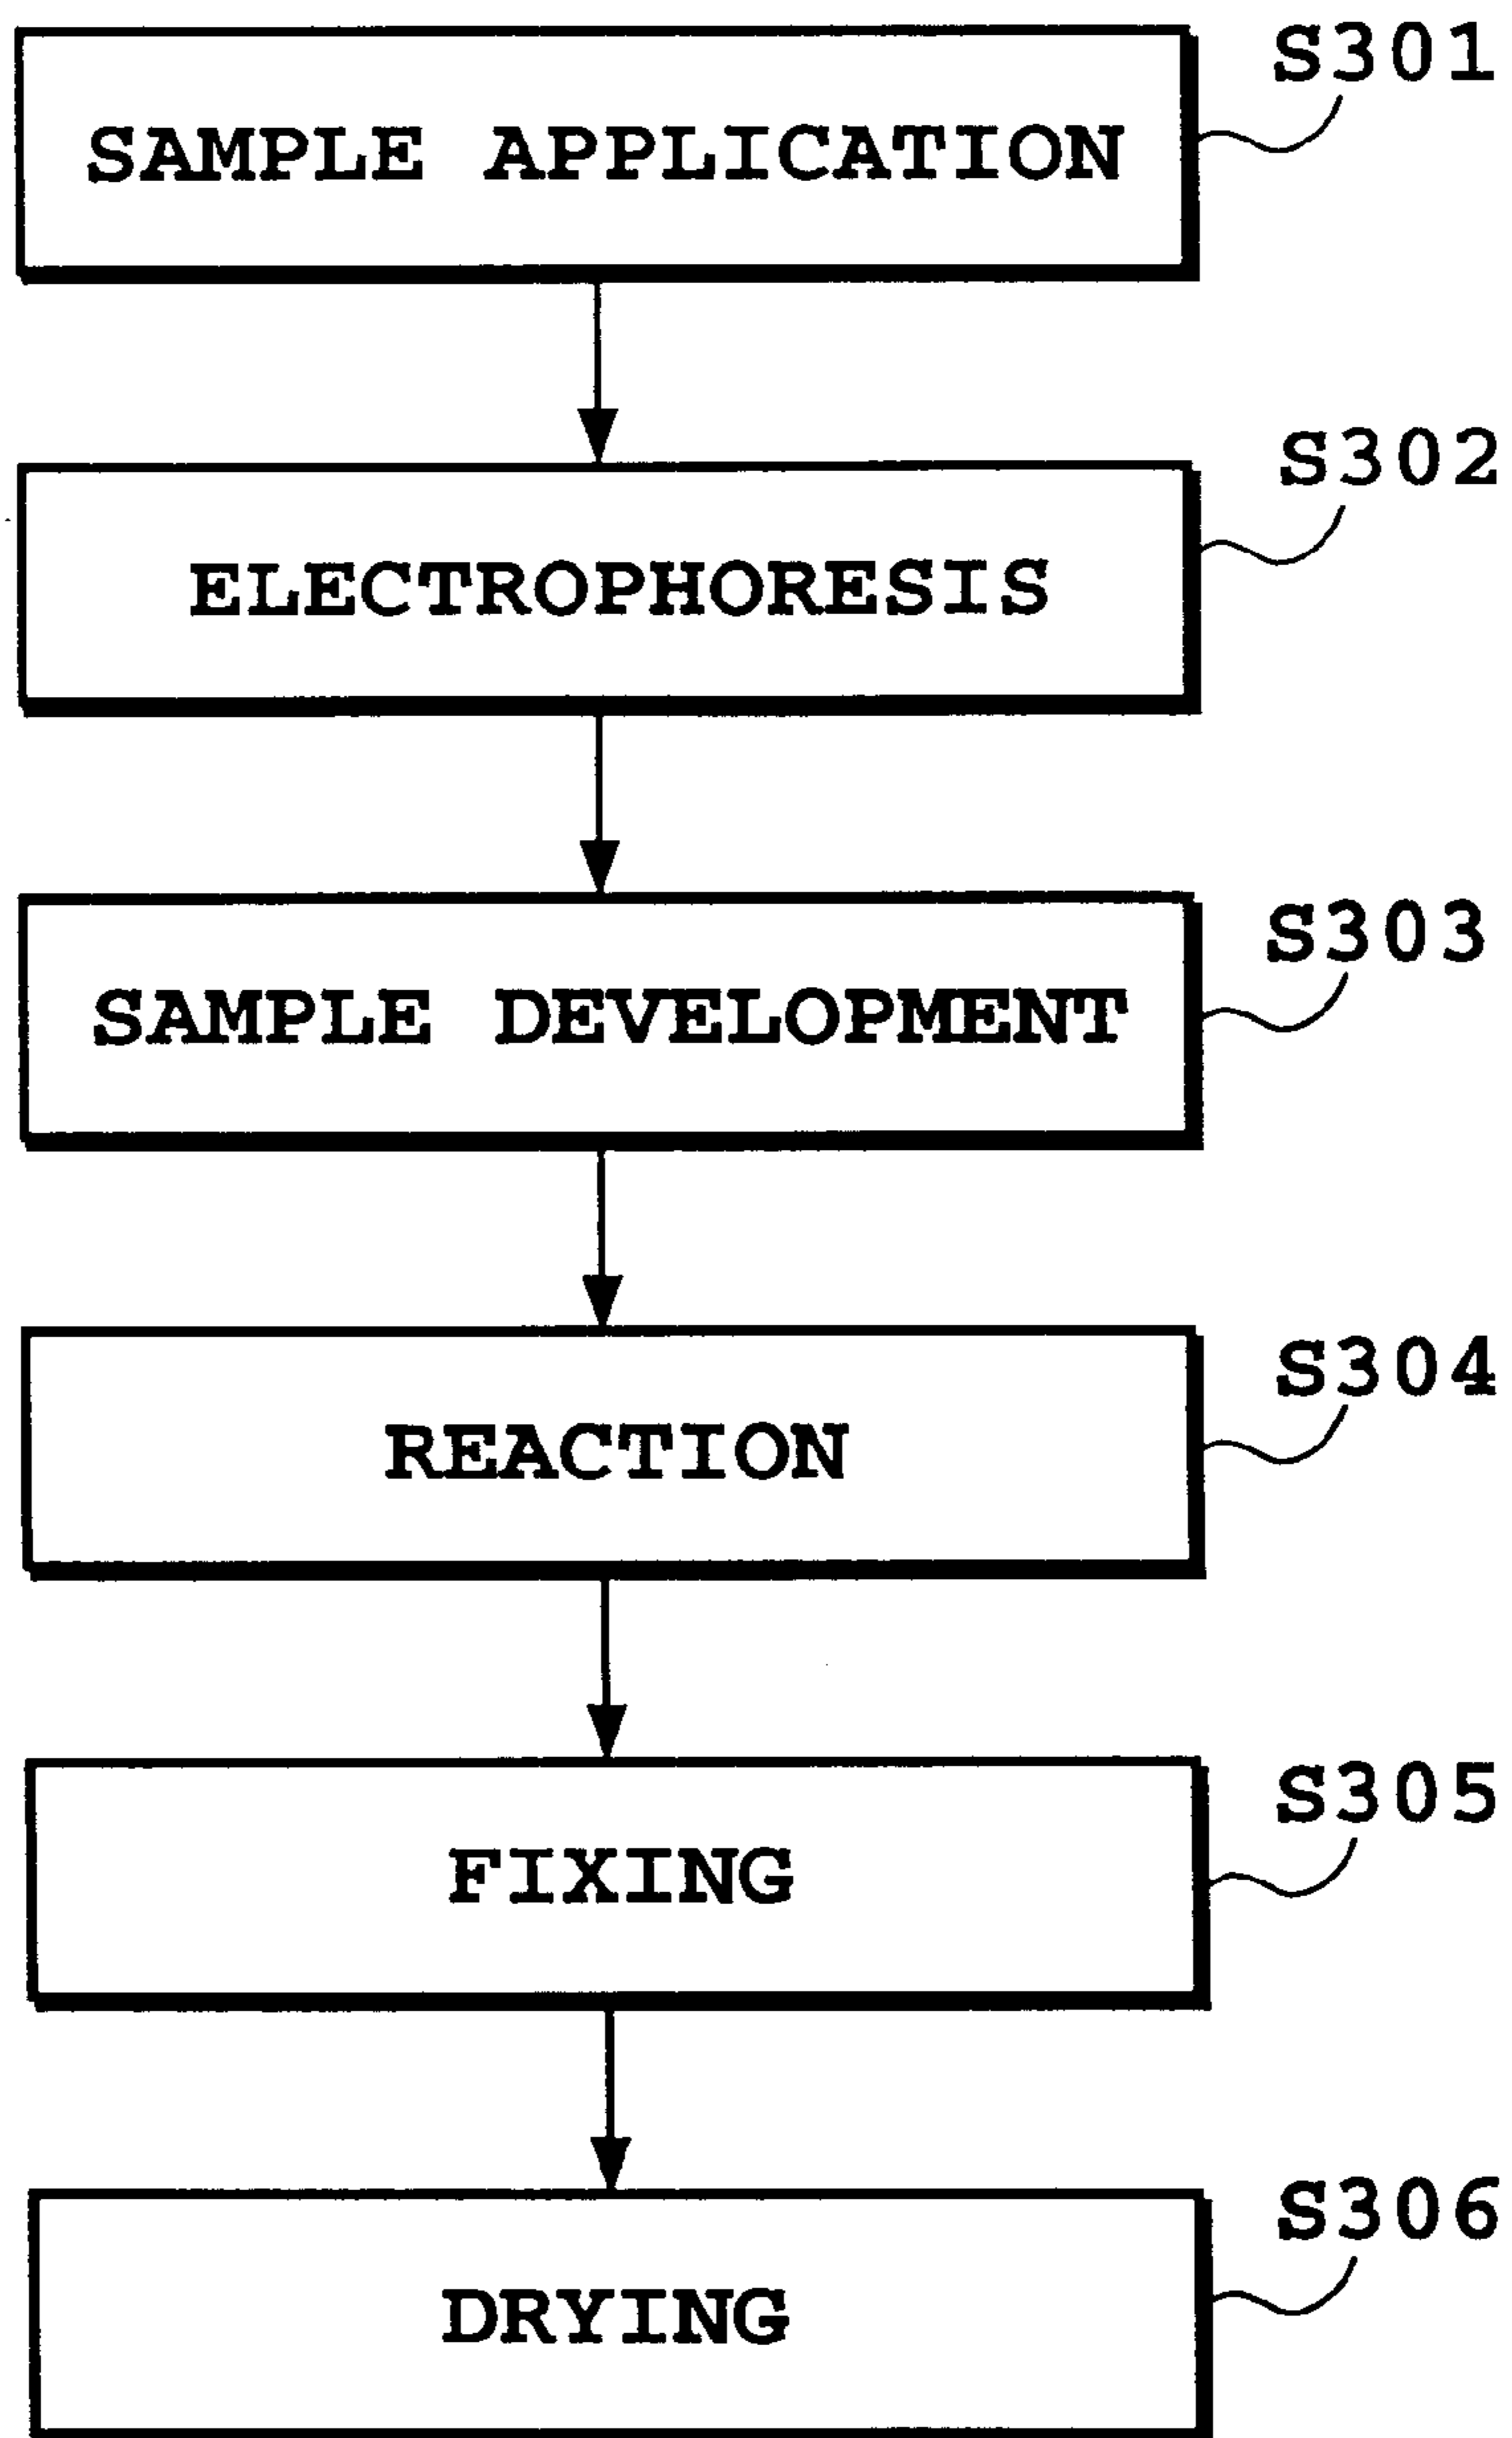 S301
SAMPLE APPLICATION
S302
ELECTROPHORESIS
S303
SAMPLE DEVELOPMENT
S304
REACTION
S305
FIXING
S306
DRYING